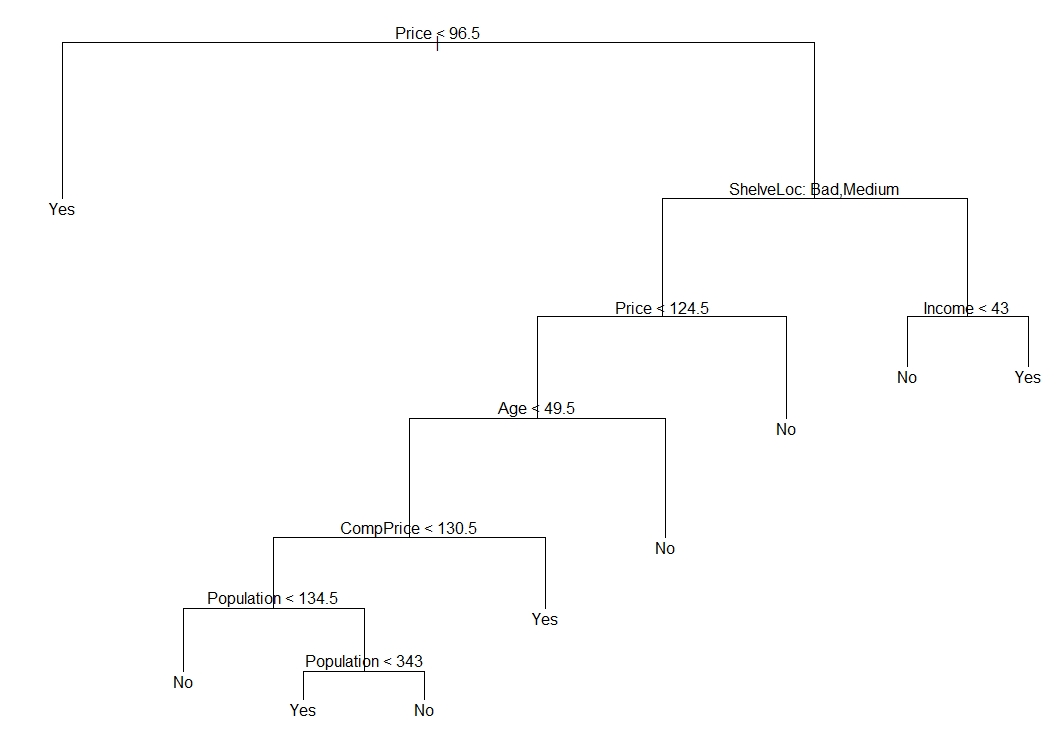 Price < 96.5
ShelveLoc: Bad,Medium
Yes
Price < 124.5
Income < 43
No
Yes
Age < 49.5
No
CompPrice < 130.5
No
Population < 134.5
Yes
Population < 343
No
Yes
No